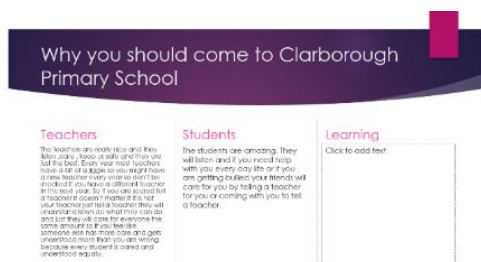 Why you should come to Clarborough
Primary School
Teachers
The teachers are really nice and they
listen, care, keep us safe and they are
just the best. Every year most teachers
have a bit of a jiggle so you might have
a new teacher every year so don't be
shocked if you have a different teacher
in the next year. So if you are scared tell
a teacher it doesn't matter if it is not
your teacher just tell a teacher they will
understand listen do what they can do
and just they will care for everyone the
same amount so if you feel like
someone else has more care and gets
understood more than you are wrong
because every student is cared and
understood equally.
Students
The students are amazing. They
will listen and if you need help
with you every day life or if you
are getting bullied your friends will
care for you by telling a teacher
for you or coming with you to tell
a teacher.
Learning
Click to add text